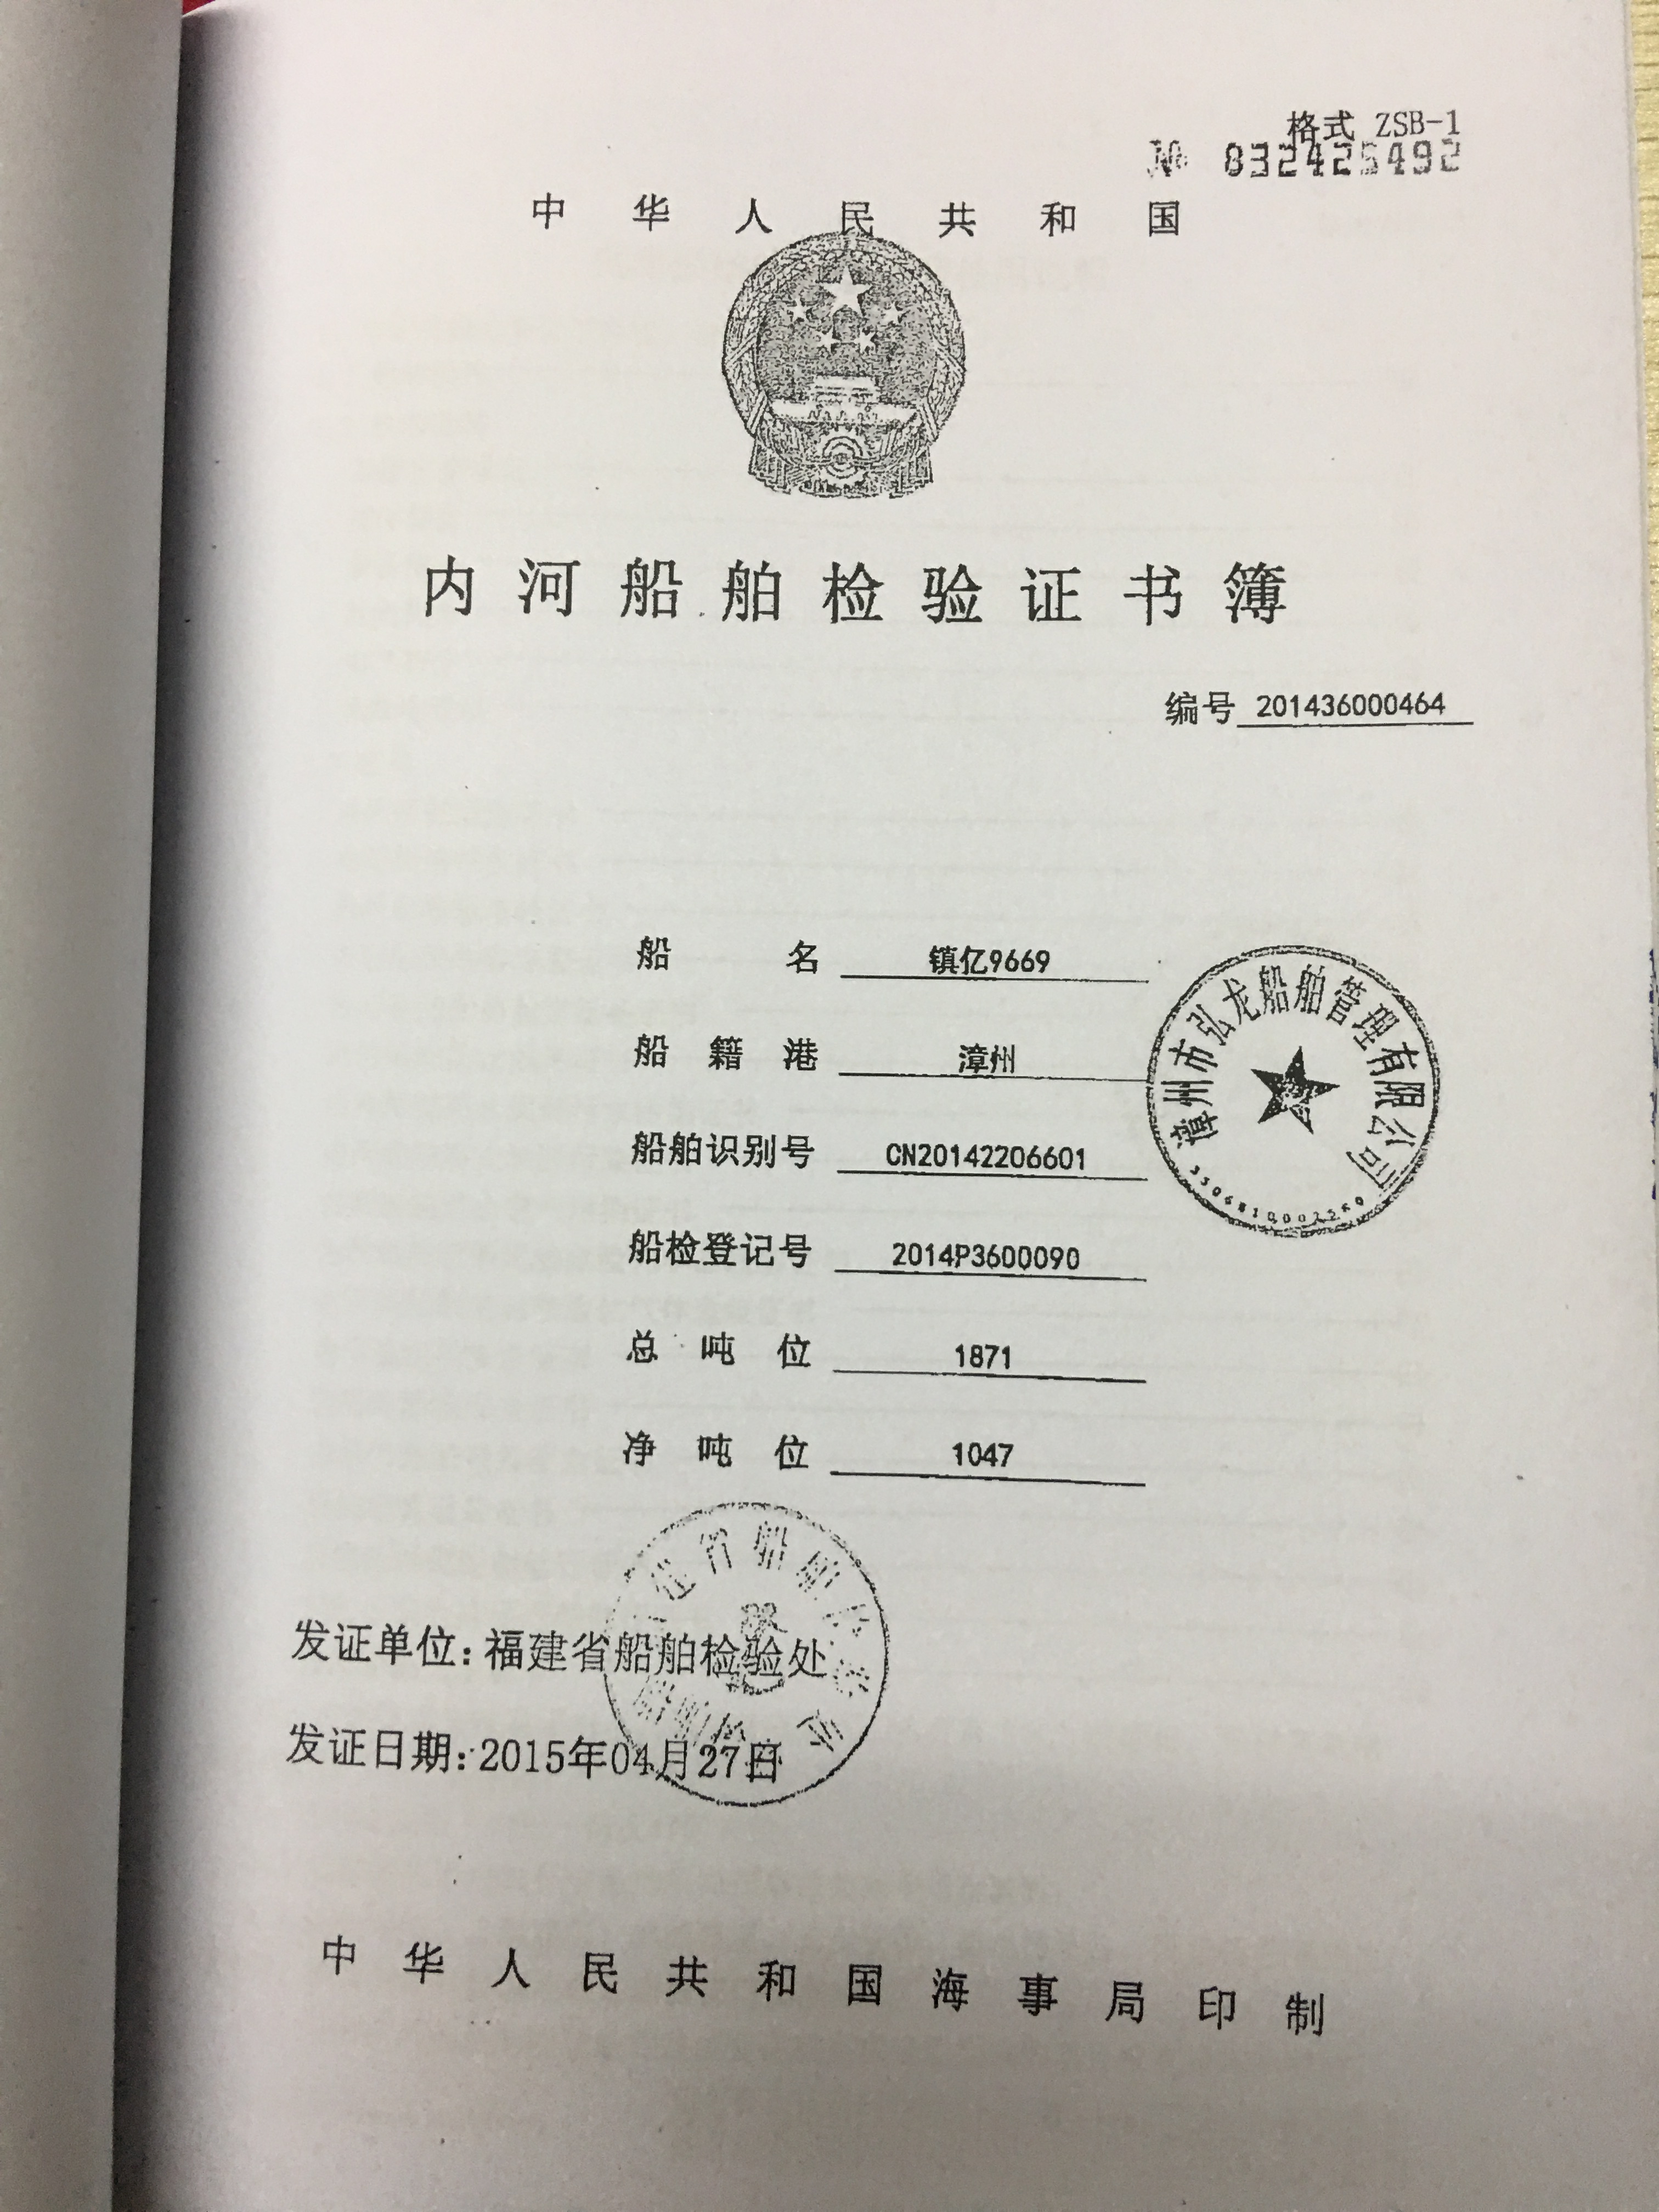 格式 ZSB-1
№ 832425492
中华人民共和国
内河船舶检验证书簿
编号 201436000464
船名 镇亿9669
船籍港 漳州
船舶识别号 CN20142206601
船检登记号 2014P3600090
总吨位 1871
净吨位 1047
漳州市弘龙船舶管理有限公司
发证单位:福建省船舶检验处
发证日期:2015年04月27日
中华人民共和国海事局印制